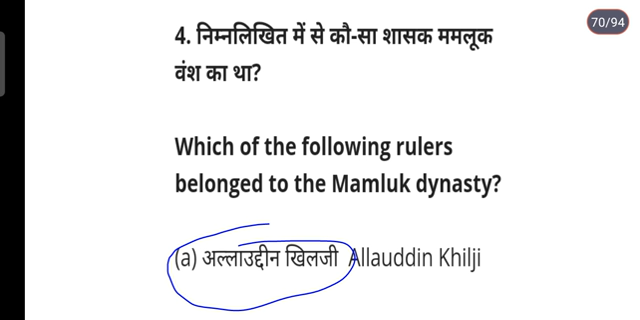 70/94
4. निम्नलिखित में से कौ-सा शासक ममलूक
वंश का था?
Which of the following rulers
belonged to the Mamluk dynasty?
(a) अल्लाउद्दीन खिलजी Allauddin Khilji